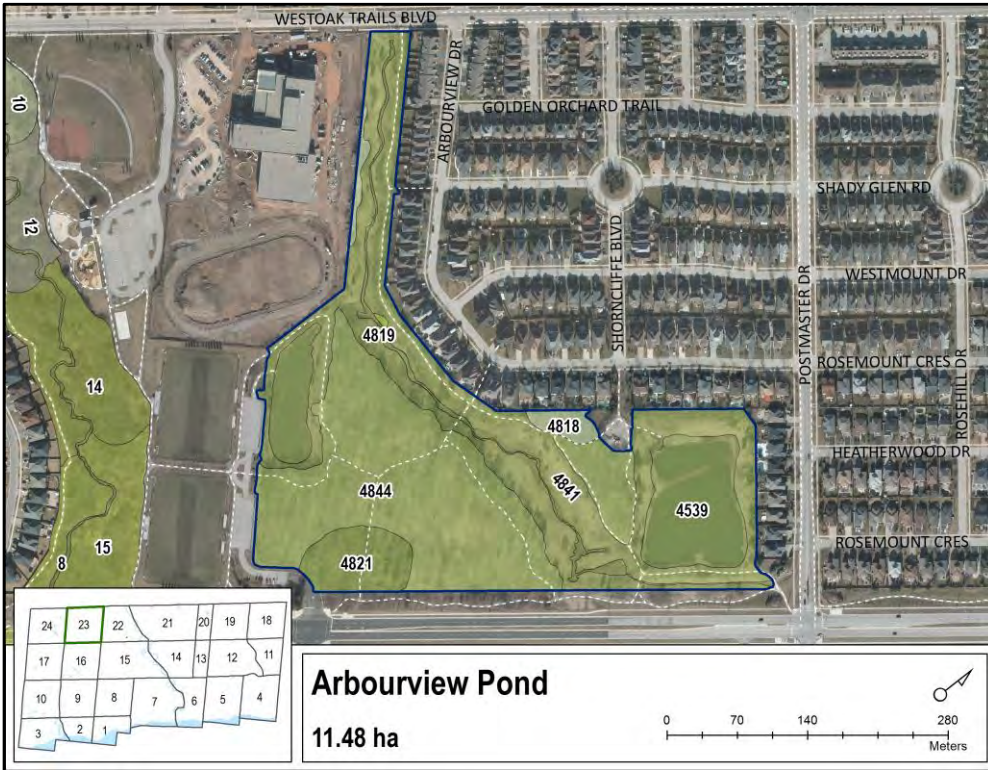 WESTOAK TRAILS BLVD
ARBOURVIEW DR
GOLDEN ORCHARD TRAIL
10
SHADY GLEN RD
12
SHORNCLIFFE BLVD
WESTMOUNT DR
POSTMASTER DR
4819
ROSEMOUNT CRES
14
ROSEHILL DR
4818
HEATHERWOOD DR
4844
4841
4539
ROSEMOUNT CRES
15
8
4821
24 23 22 21 20 19 18
17 16 15 14 13 12 11
10 9 8 7 6 5 4
3 2 1
Arbourview Pond
11.48 ha
0 70 140 280
Meters